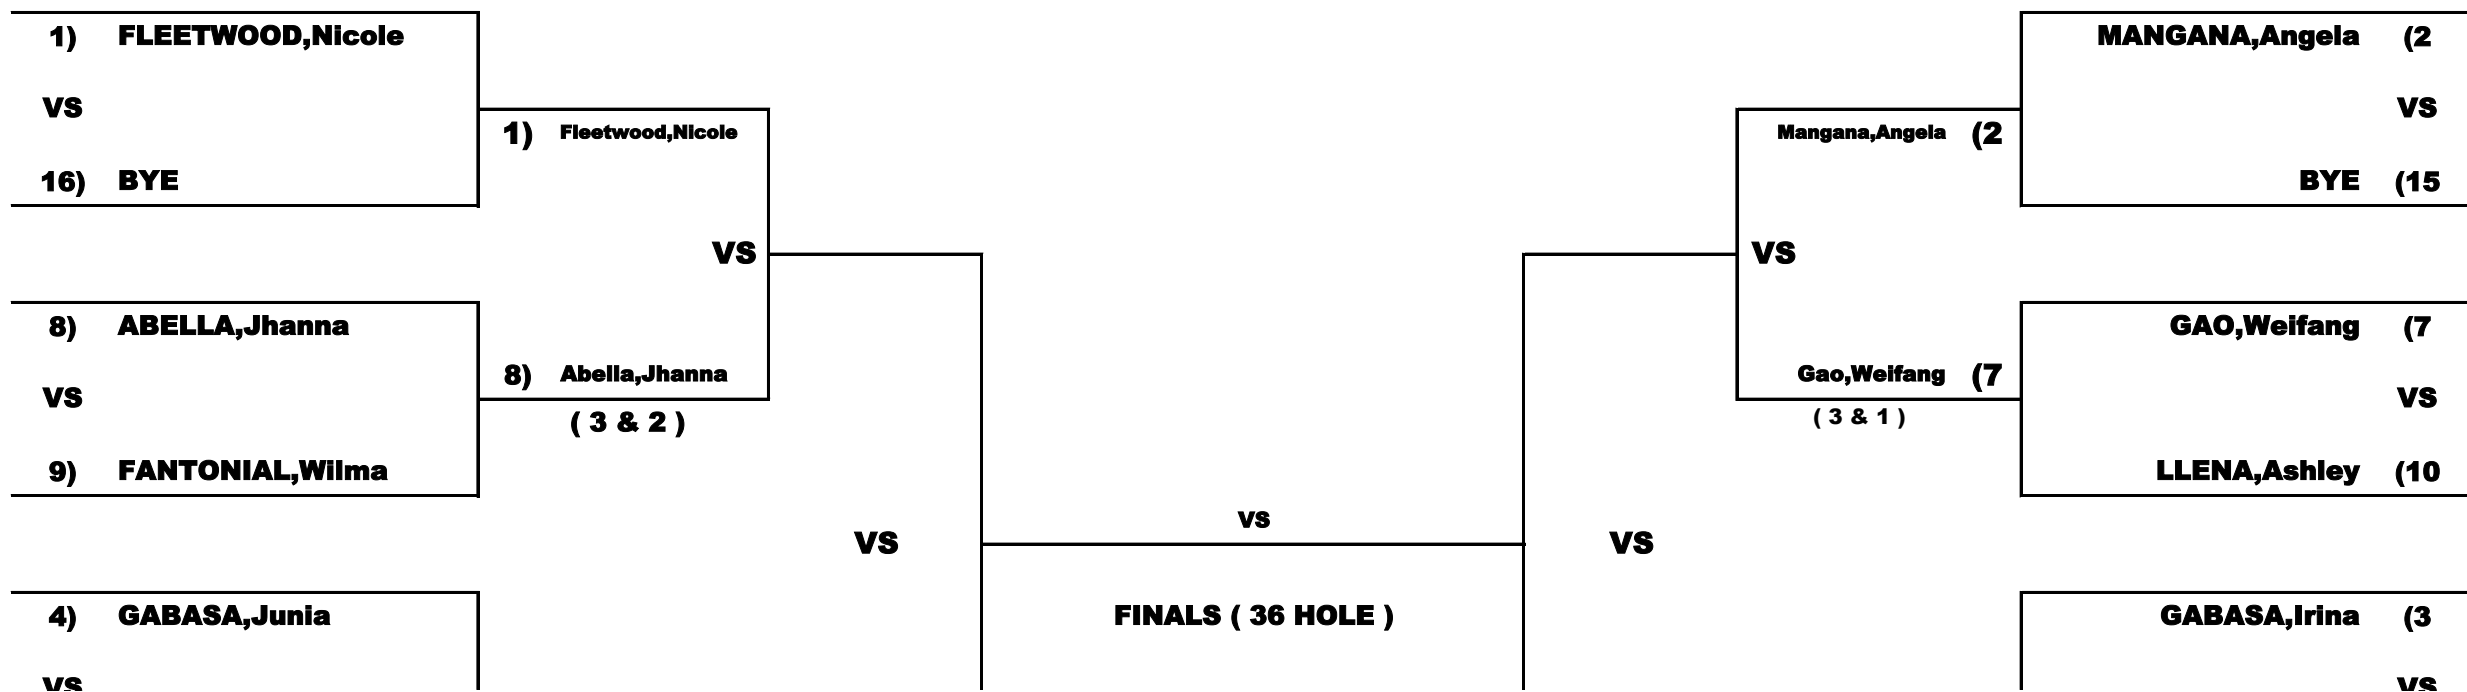 1) FLEETWOOD,Nicole
VS
16) BYE
1) Fleetwood,Nicole
VS
8) Abella,Jhanna
( 3 & 2 )
8) ABELLA,Jhanna
VS
9) FANTONIAL,Wilma
VS
4) GABASA,Junia
VS
VS
FINALS ( 36 HOLE )
MANGANA,Angela (2
VS
BYE (15
Mangana,Angela (2
VS
Gao,Weifang (7
( 3 & 1 )
GAO,Weifang (7
VS
LLENA,Ashley (10
VS
GABASA,Irina (3
VS